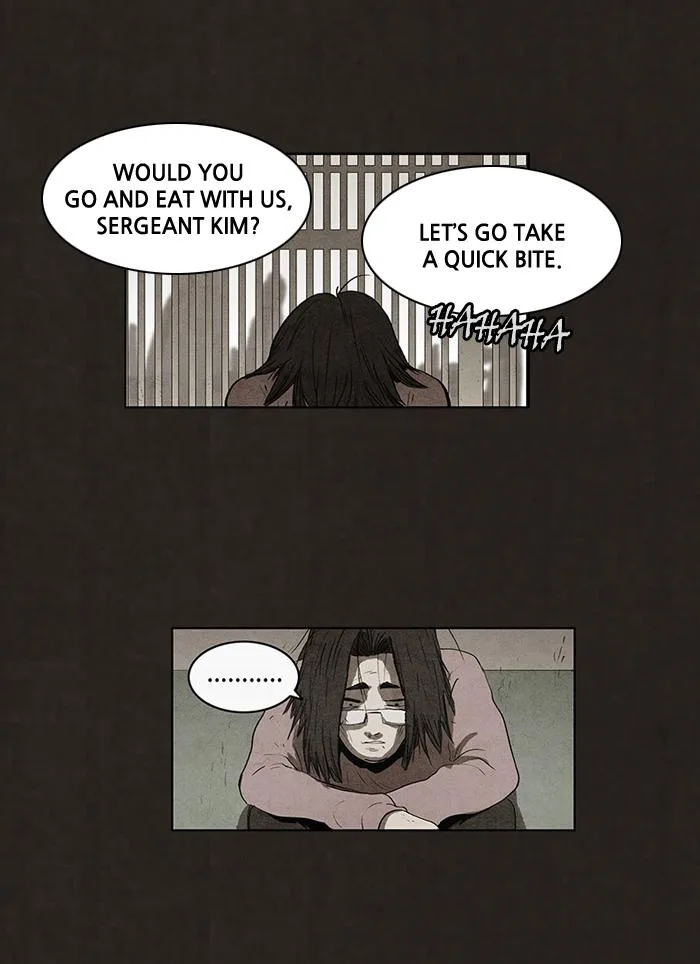 WOULD YOU
GO AND EAT WITH US,
SERGEANT KIM?
LET'S GO TAKE
A QUICK BITE.
HAHAHA
...........